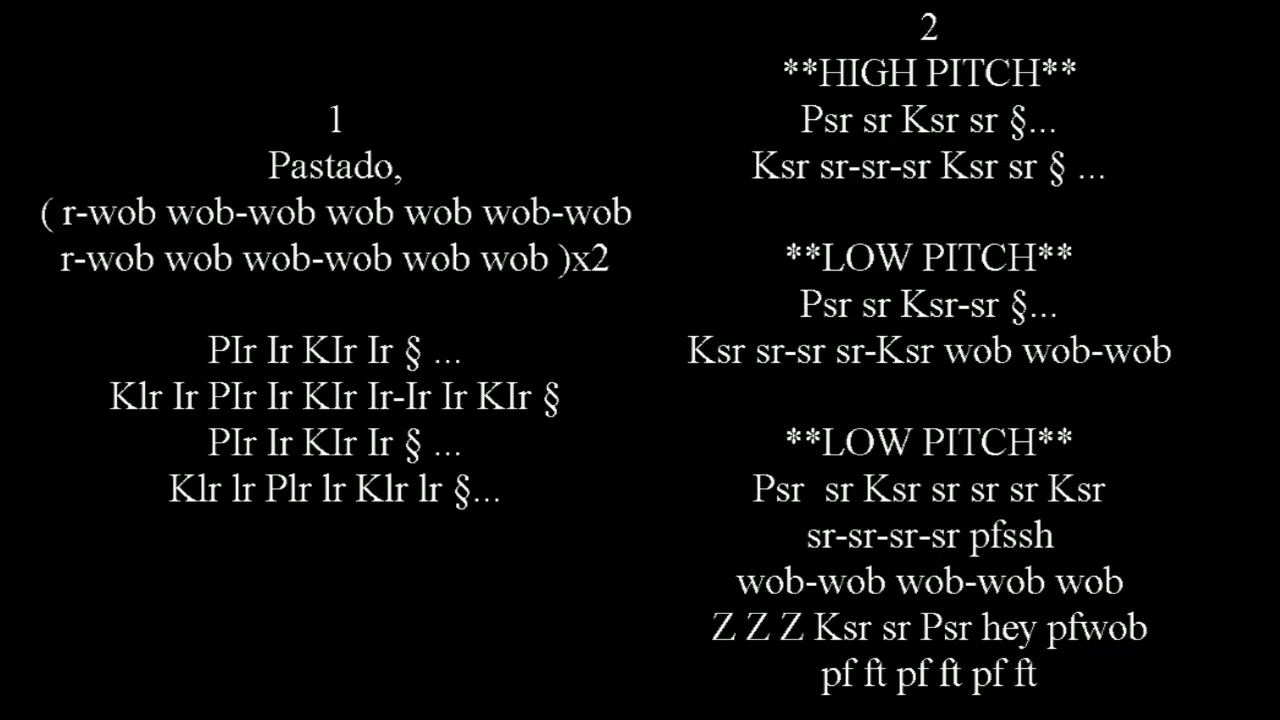 1
Pastado,
( r-wob wob-wob wob wob wob-wob
r-wob wob wob-wob wob wob )x2
PIr Ir KIr Ir § ...
Klr Ir PIr Ir KIr Ir-Ir Ir KIr §
PIr Ir KIr Ir § ...
Klr lr Plr lr Klr lr §...
2
**HIGH PITCH**
Psr sr Ksr sr §...
Ksr sr-sr-sr Ksr sr § ...
**LOW PITCH**
Psr sr Ksr-sr §...
Ksr sr-sr sr-Ksr wob wob-wob
**LOW PITCH**
Psr  sr Ksr sr sr sr Ksr
sr-sr-sr-sr pfssh
wob-wob wob-wob wob
Z Z Z Ksr sr Psr hey pfwob
pf ft pf ft pf ft